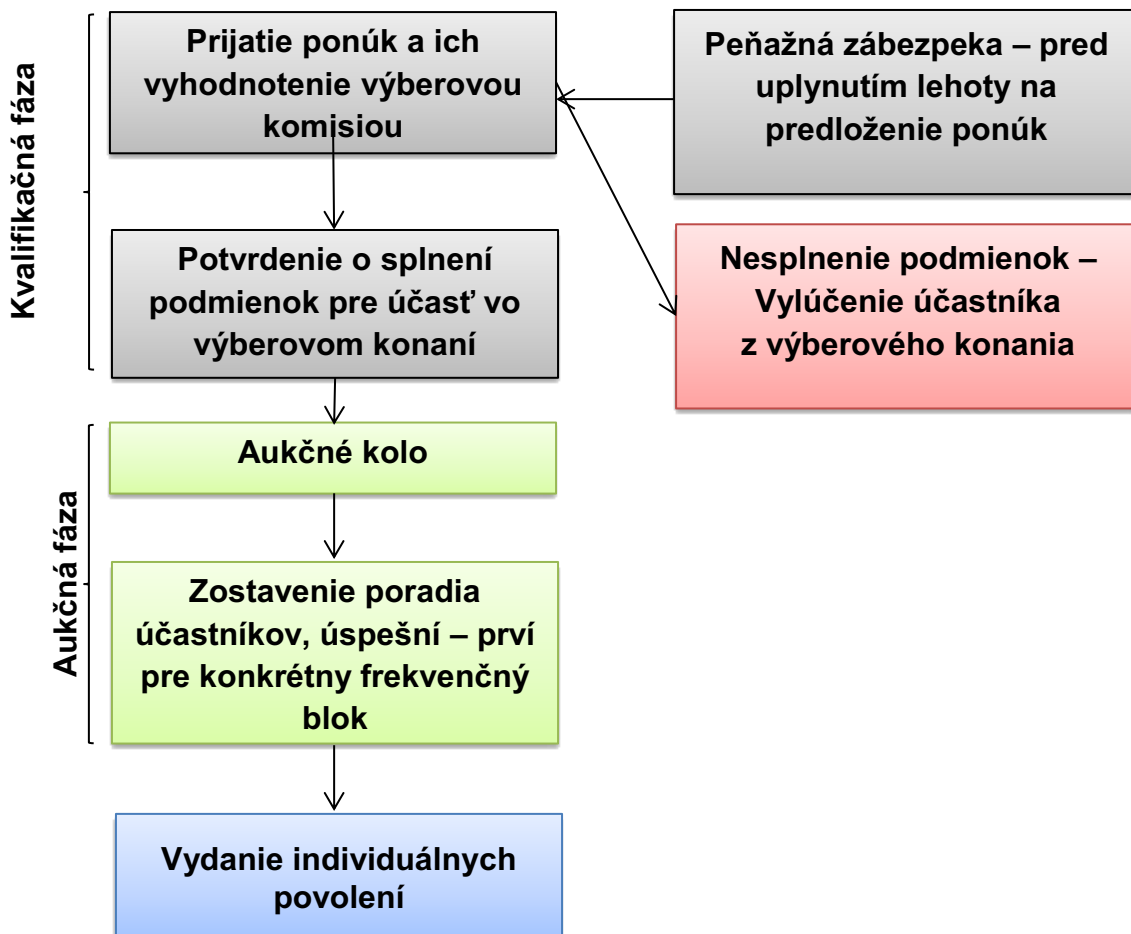 Kvalifikačná fáza
Prijatie ponúk a ich
vyhodnotenie výberovou
komisiou
Peňažná zábezpeka – pred
uplynutím lehoty na
predloženie ponúk
Potvrdenie o splnení
podmienok pre účasť vo
výberovom konaní
Nesplnenie podmienok –
Vylúčenie účastníka
z výberového konania
Aukčná fáza
Aukčné kolo
Zostavenie poradia
účastníkov, úspešní – prví
pre konkrétny frekvenčný
blok
Vydanie individuálnych
povolení